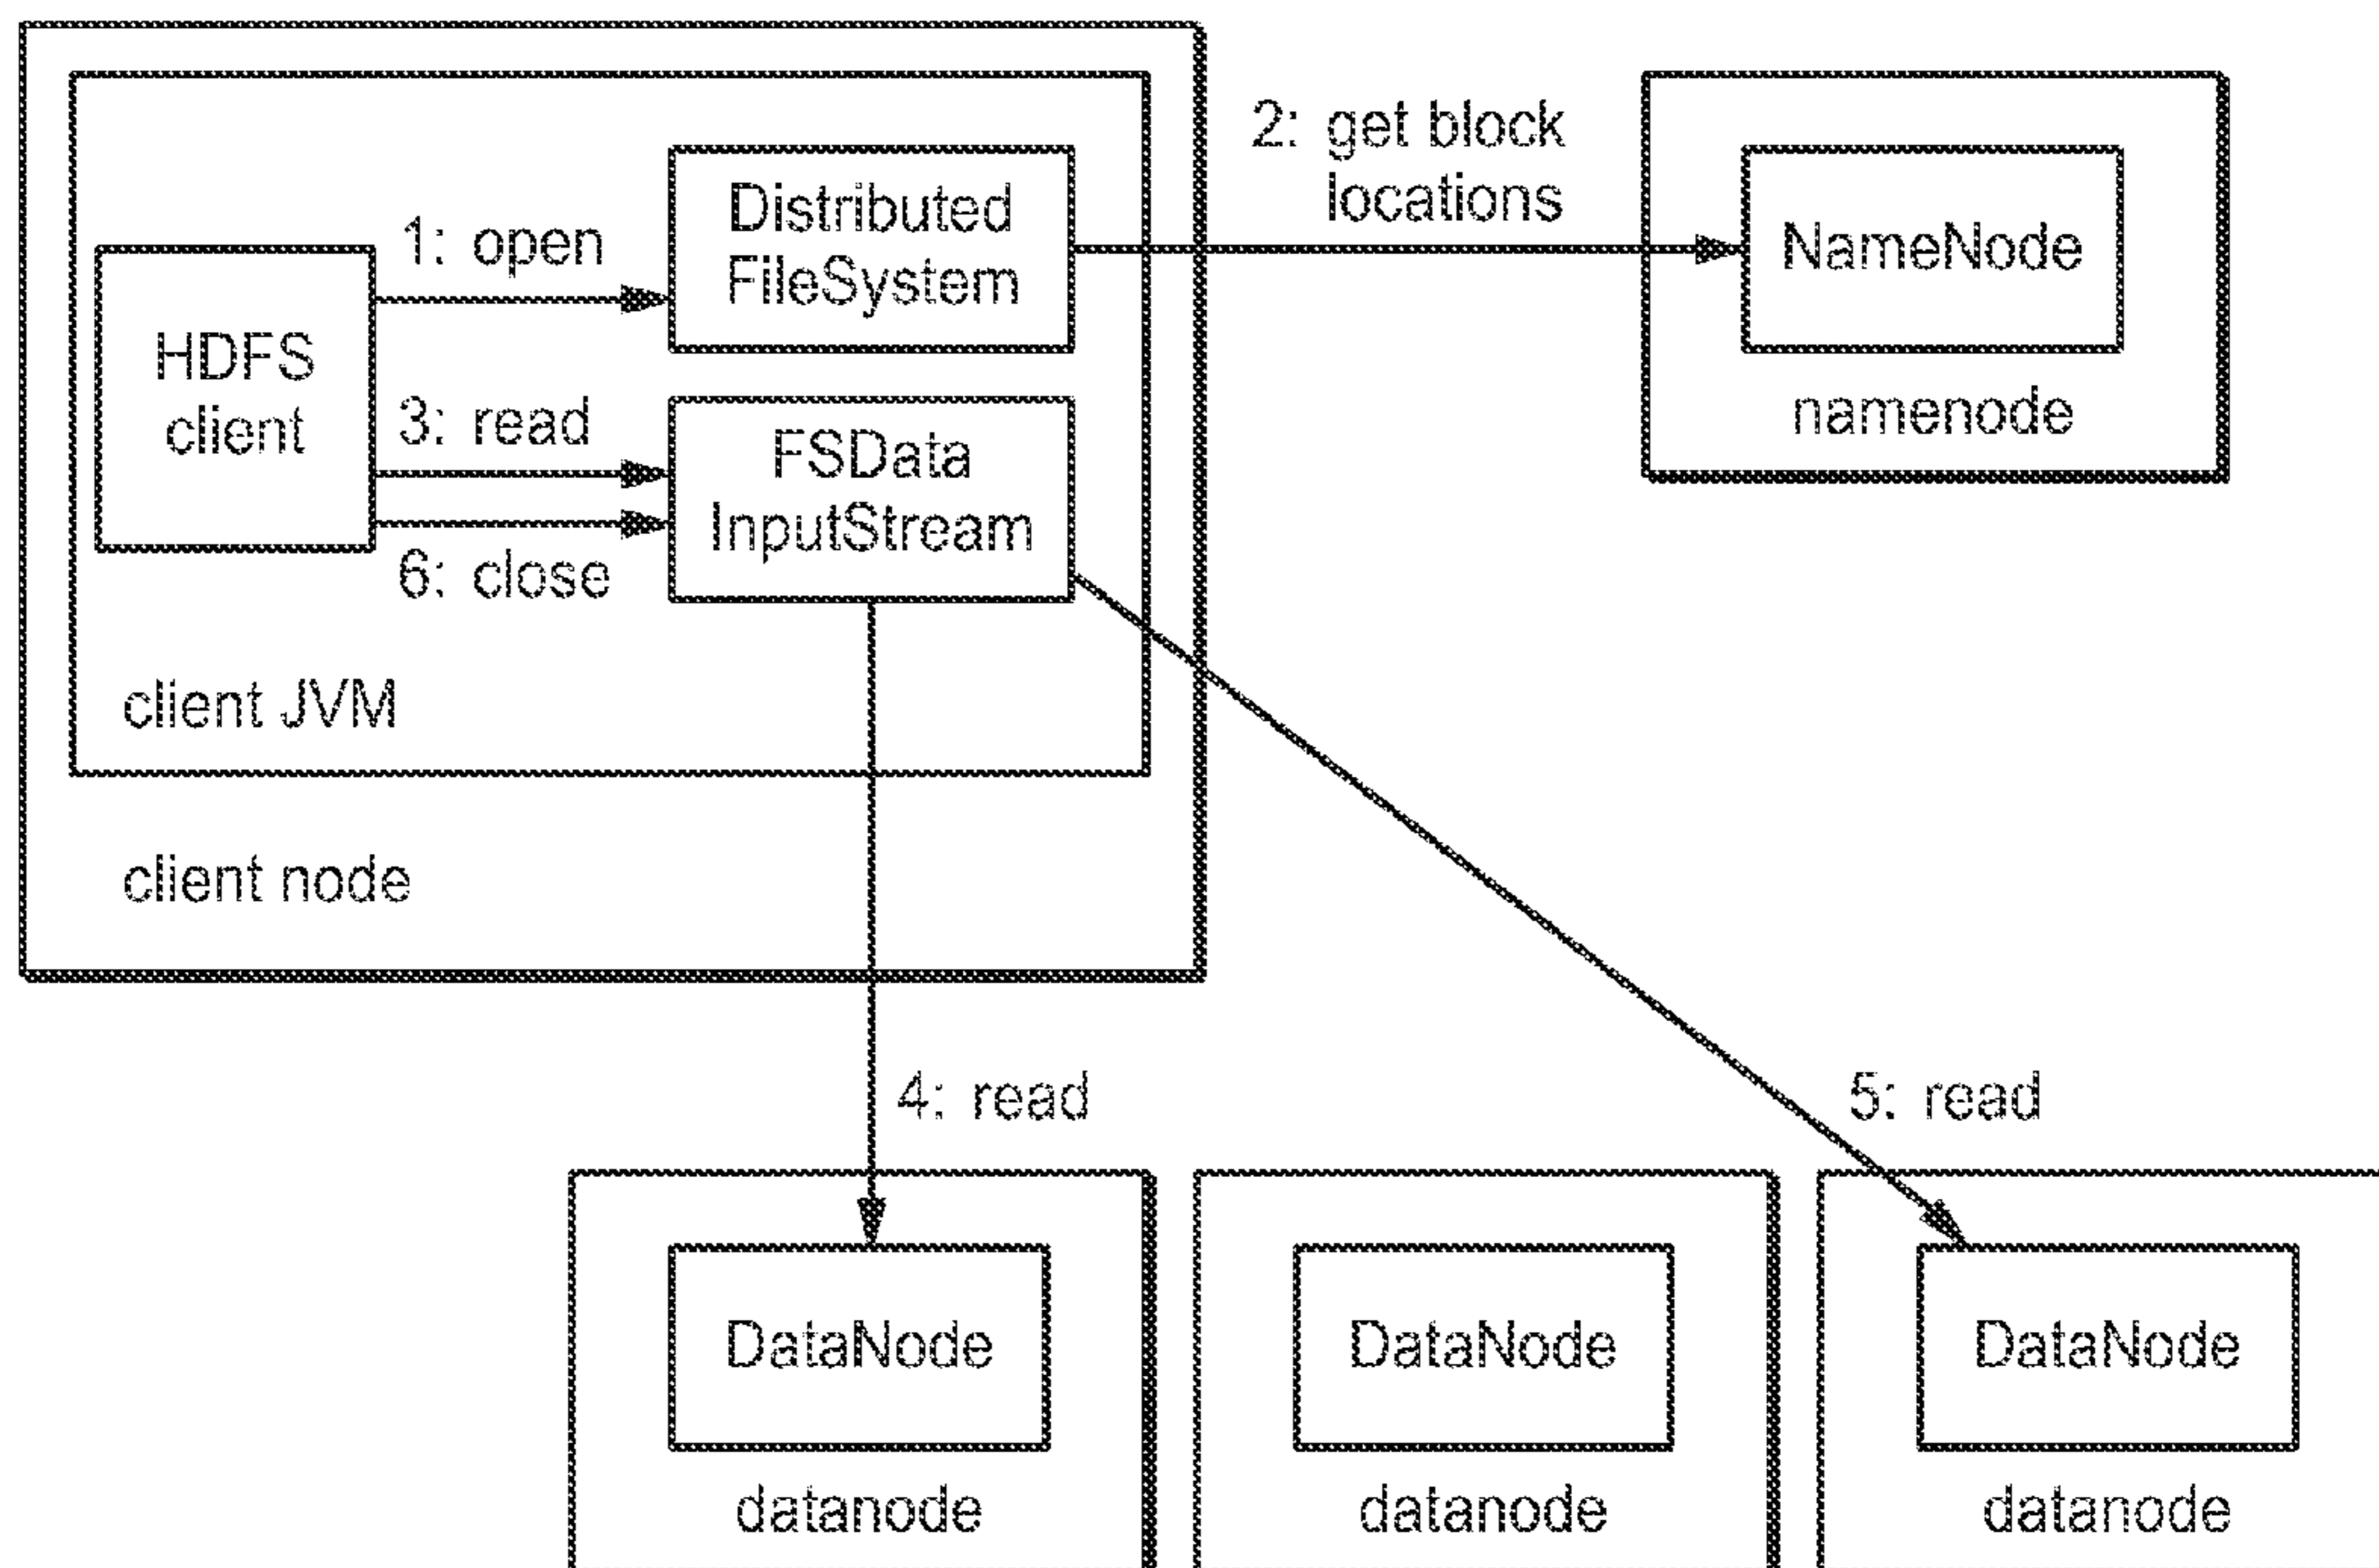 1: open
Distributed
FileSystem
2: get block
locations
NameNode
namenode
HDFS
client
3: read
FSData
InputStream
6: close
client JVM
client node
4: read
5: read
DataNode
datanode
DataNode
datanode
DataNode
datanode